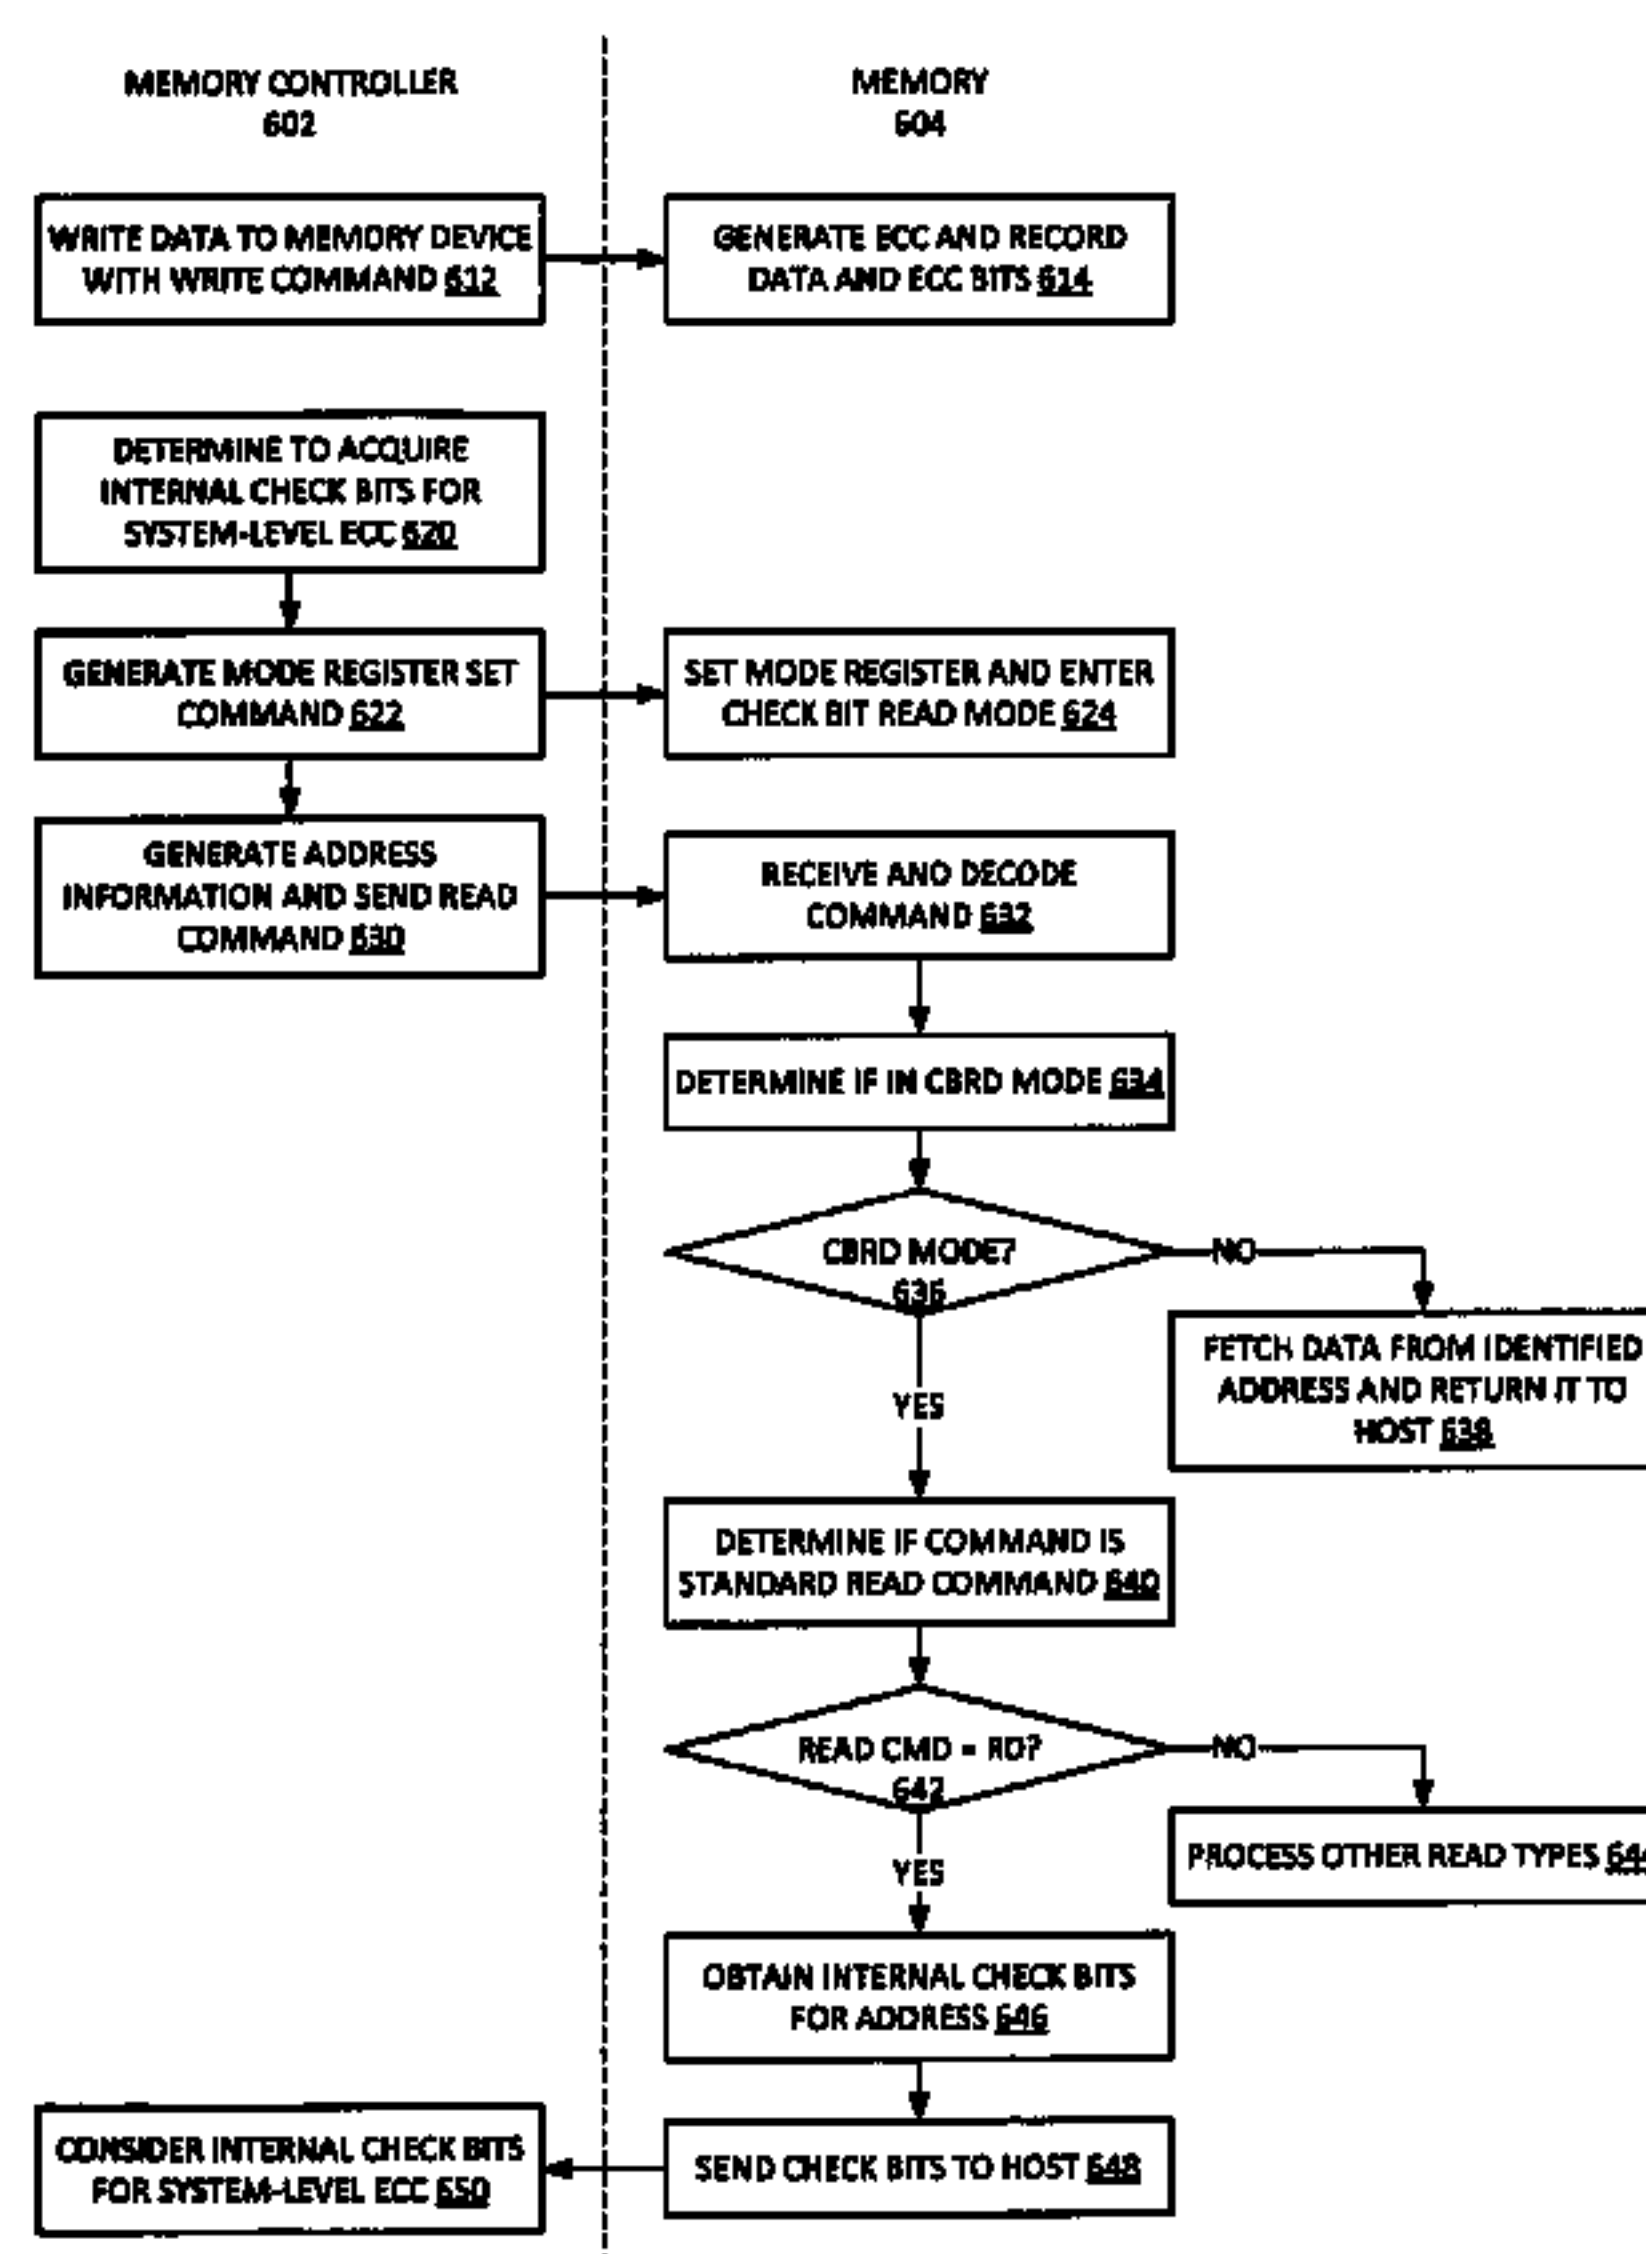 MEMORY CONTROLLER
602
MEMORY
604
WRITE DATA TO MEMORY DEVICE
WITH WRITE COMMAND 612
GENERATE ECC AND RECORD
DATA AND ECC BITS 614
DETERMINE TO ACQUIRE
INTERNAL CHECK BITS FOR
SYSTEM-LEVEL ECC 620
GENERATE MODE REGISTER SET
COMMAND 622
SET MODE REGISTER AND ENTER
CHECK BIT READ MODE 624
GENERATE ADDRESS
INFORMATION AND SEND READ
COMMAND 630
RECEIVE AND DECODE
COMMAND 632
DETERMINE IF IN CBRD MODE 634
CBRD MODE?
636
NO
YES
FETCH DATA FROM IDENTIFIED
ADDRESS AND RETURN IT TO
HOST 638
DETERMINE IF COMMAND IS
STANDARD READ COMMAND 640
READ CMD = RD?
642
NO
YES
PROCESS OTHER READ TYPES 644
OBTAIN INTERNAL CHECK BITS
FOR ADDRESS 646
SEND CHECK BITS TO HOST 648
CONSIDER INTERNAL CHECK BITS
FOR SYSTEM-LEVEL ECC 650